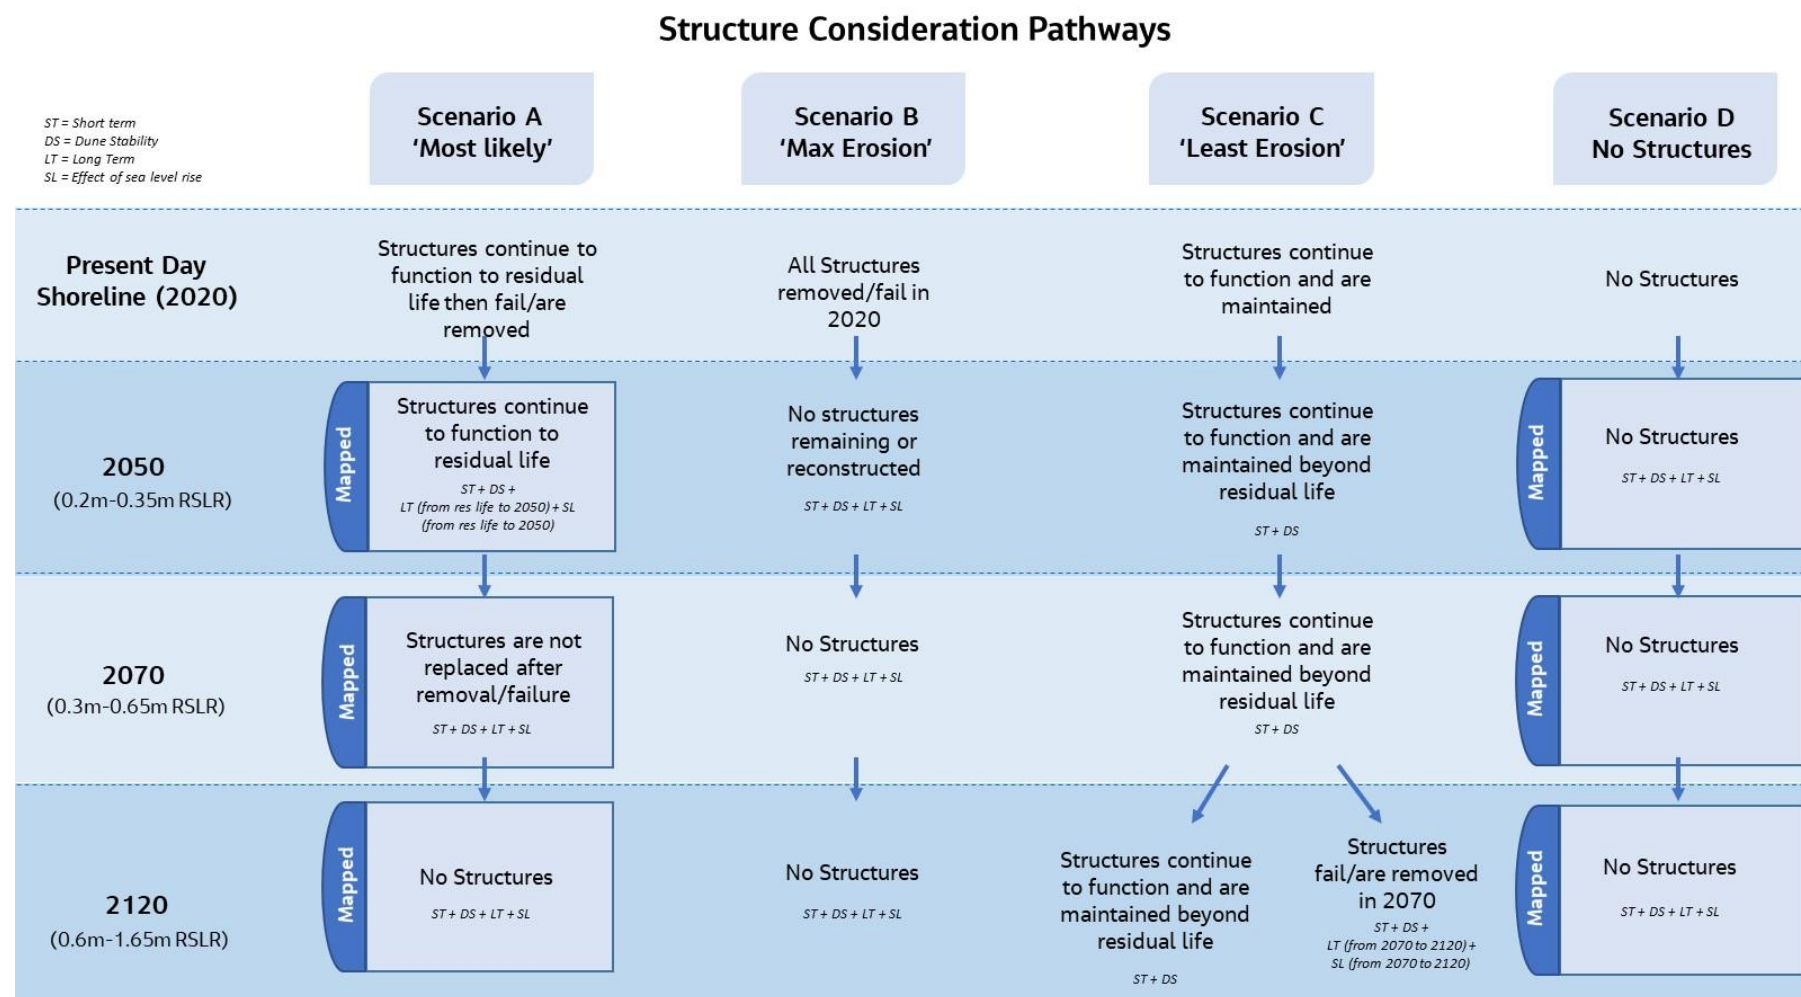 Structure Consideration Pathways
ST = Short term
DS = Dune Stability
LT = Long Term
SL = Effect of sea level rise
Scenario A
‘Most likely’
Scenario B
‘Max Erosion’
Scenario C
‘Least Erosion’
Scenario D
No Structures
Present Day
Shoreline (2020)
Structures continue to
function to residual
life then fail/are
removed
All Structures
removed/fail in
2020
Structures continue
to function and are
maintained
No Structures
2050
(0.2m-0.35m RSLR)
Mapped
Structures continue
to function to
residual life
ST + DS +
LT (from res life to 2050) + SL
(from res life to 2050)
No structures
remaining or
reconstructed
ST + DS + LT + SL
Structures continue
to function and are
maintained beyond
residual life
ST + DS
Mapped
No Structures
ST + DS + LT + SL
2070
(0.3m-0.65m RSLR)
Mapped
Structures are not
replaced after
removal/failure
ST + DS + LT + SL
No Structures
ST + DS + LT + SL
Structures continue
to function and are
maintained beyond
residual life
ST + DS
Mapped
No Structures
ST + DS + LT + SL
2120
(0.6m-1.65m RSLR)
Mapped
No Structures
ST + DS + LT + SL
No Structures
ST + DS + LT + SL
Structures continue
to function and are
maintained beyond
residual life
ST + DS
Structures
fail/are removed
in 2070
ST + DS +
LT (from 2070 to 2120) +
SL (from 2070 to 2120)
Mapped
No Structures
ST + DS + LT + SL